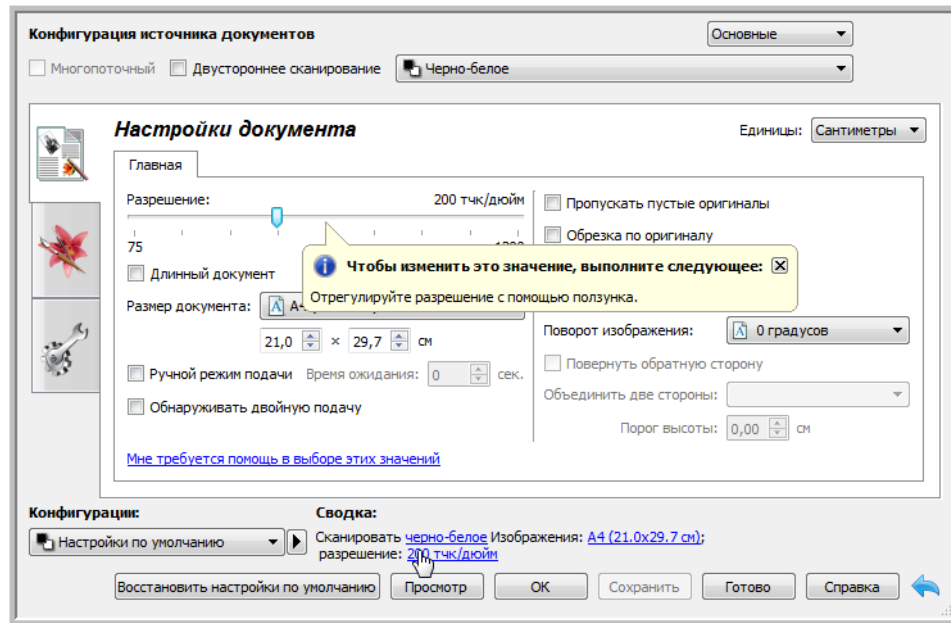 Конфигурация источника документов
Основные
Многопоточный
Двустороннее сканирование
Черно-белое
Настройки документа
Единицы: Сантиметры
Главная
Разрешение: 200 тчк/дюйм
75
Длинный документ
Размер документа:
21,0 × 29,7 см
Ручной режим подачи Время ожидания: 0 сек.
Обнаруживать двойную подачу
Мне требуется помощь в выборе этих значений
Пропускать пустые оригиналы
Обрезка по оригиналу
Чтобы изменить это значение, выполните следующее:
Отрегулируйте разрешение с помощью ползунка.
Поворот изображения: 0 градусов
Повернуть обратную сторону
Объединить две стороны:
Порог высоты: 0,00 см
Конфигурации:
Настройки по умолчанию
Сводка:
Сканировать черно-белое Изображения: A4 (21.0x29.7 см);
разрешение: 200 тчк/дюйм
Восстановить настройки по умолчанию
Просмотр
ОК
Сохранить
Готово
Справка